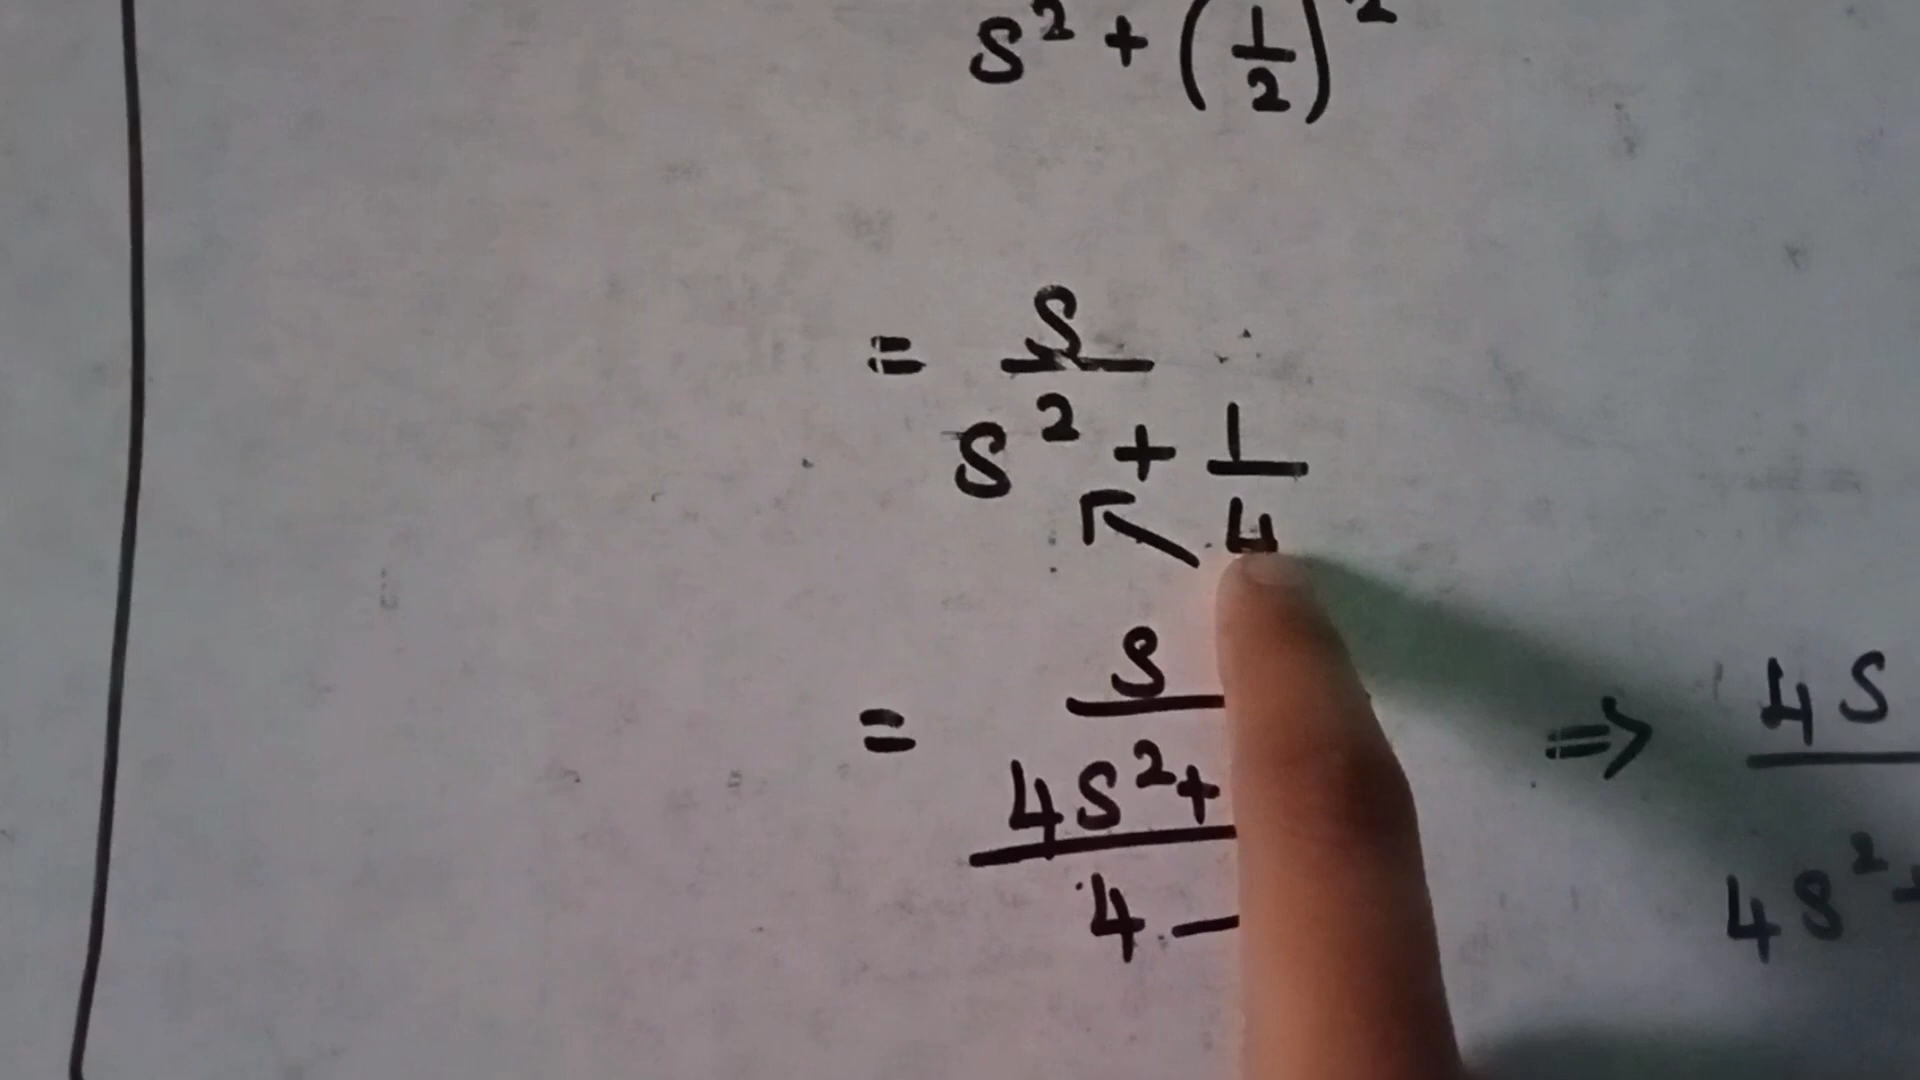 s² + (1/2)²
= s / (s² + 1/4)
= s / ((4s² + / 4 –) ⇒ 4s / (4s² +